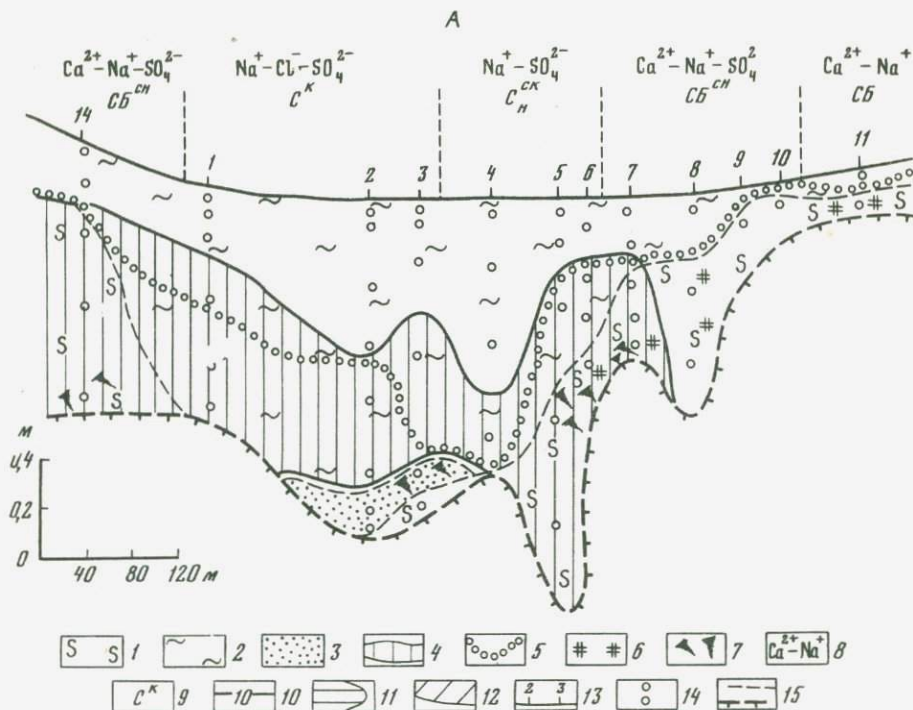 А
Ca²⁺–Na⁺–SO₄²⁻ Na⁺–Cl⁻–SO₄²⁻ Na⁺–SO₄²⁻ Ca²⁺–Na⁺–SO₄² Ca²⁺–Na⁺
СБ^сн С^к С_н^ск СБ^сн СБ
14 1 2 3 4 5 6 7 8 9 10 11
S S S S S S S
S S S S
S S S S
S
м
0,4
0,2
0
40 80 120 м
S S 1 2 3 4 5 6 7 Ca²⁺–Na⁺ 8
С^к 9 10 10 11 12 2 3 13 14 15